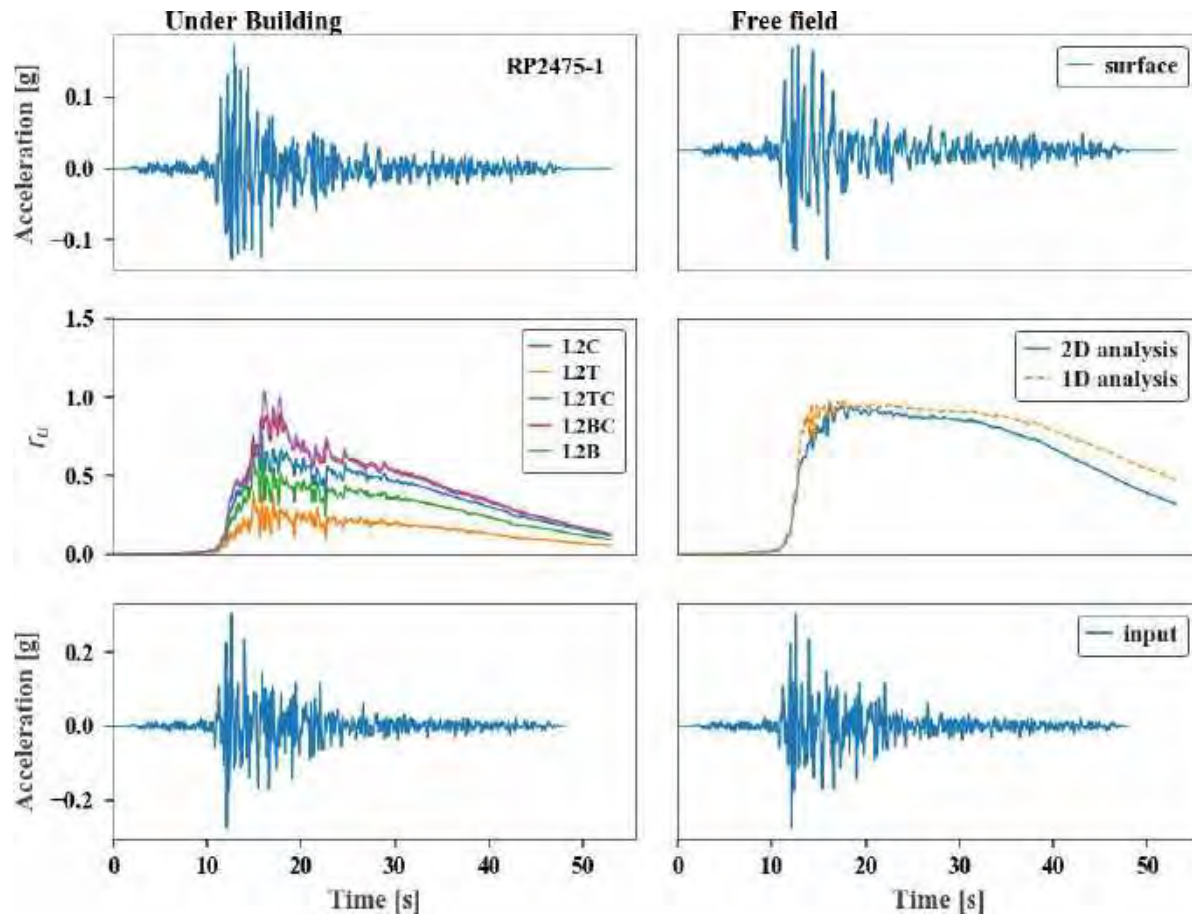 Under Building
Free field
Acceleration [g]
0.1
0.0
−0.1
RP2475-1
surface
r_u
1.5
1.0
0.5
0.0
L2C
L2T
L2TC
L2BC
L2B
2D analysis
1D analysis
Acceleration [g]
0.2
0.0
−0.2
input
0 10 20 30 40 50
0 10 20 30 40 50
Time [s]
Time [s]